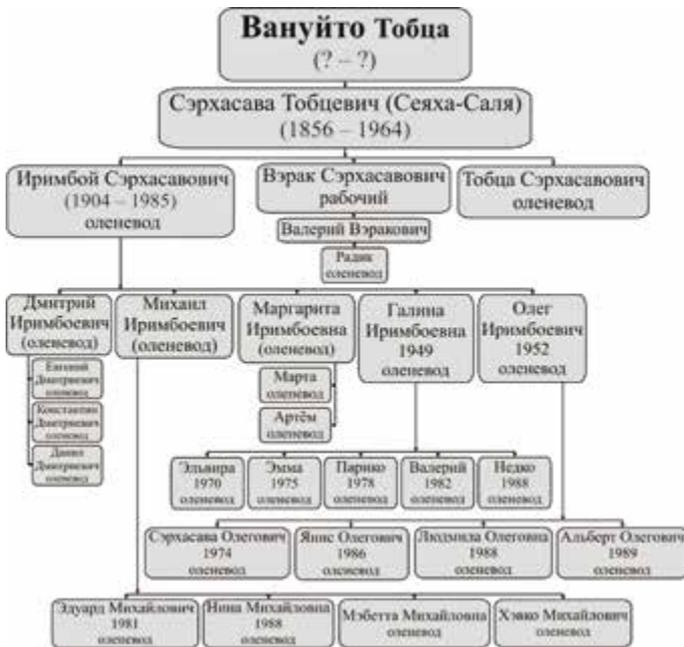 Вануйто Тобца
(? – ?)
Сэрхасава Тобцевич (Сеяха-Саля)
(1856 – 1964)
Иримбой Сэрхасавович
(1904 – 1985)
оленевод
Вэрак Сэрхасавович
рабочий
Тобца Сэрхасавович
оленевод
Валерий Вэракович
Радик
оленевод
Дмитрий
Иримбоевич
(оленевод)
Михаил
Иримбоевич
(оленевод)
Маргарита
Иримбоевна
(оленевод)
Галина
Иримбоевна
1949
оленевод
Олег
Иримбоевич
1952
оленевод
Евгений
Дмитриевич
оленевод
Константин
Дмитриевич
оленевод
Данил
Дмитриевич
оленевод
Марта
оленевод
Артём
оленевод
Эльвира
1970
оленевод
Эмма
1975
оленевод
Парико
1978
оленевод
Валерий
1982
оленевод
Недко
1988
оленевод
Сэрхасава Олегович
1974
оленевод
Янис Олегович
1986
оленевод
Людмила Олеговна
1988
оленевод
Альберт Олегович
1989
оленевод
Эдуард Михайлович
1981
оленевод
Нина Михайловна
1988
оленевод
Мэбетта Михайловна
оленевод
Хэвко Михайлович
оленевод